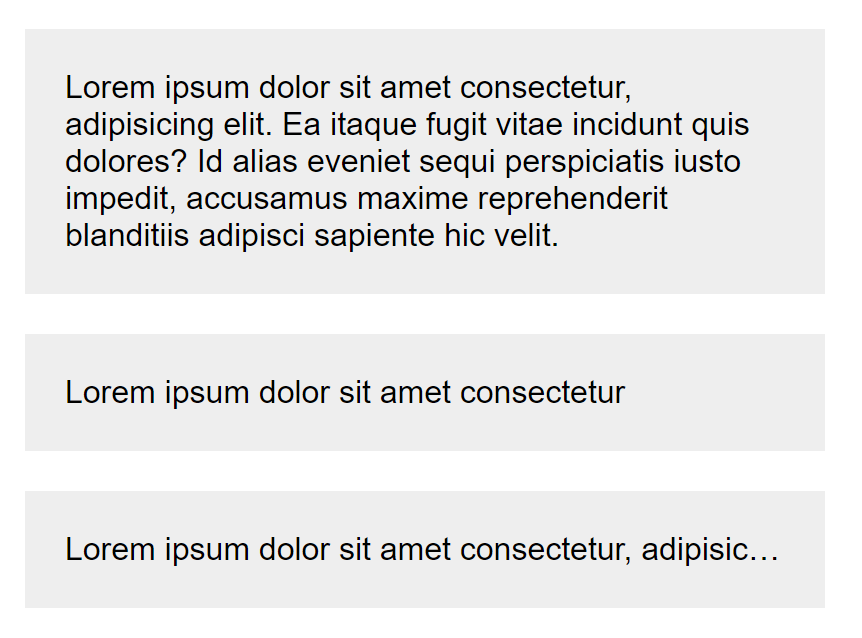 Lorem ipsum dolor sit amet consectetur,
adipisicing elit. Ea itaque fugit vitae incidunt quis
dolores? Id alias eveniet sequi perspiciatis iusto
impedit, accusamus maxime reprehenderit
blanditiis adipisci sapiente hic velit.
Lorem ipsum dolor sit amet consectetur
Lorem ipsum dolor sit amet consectetur, adipisic…